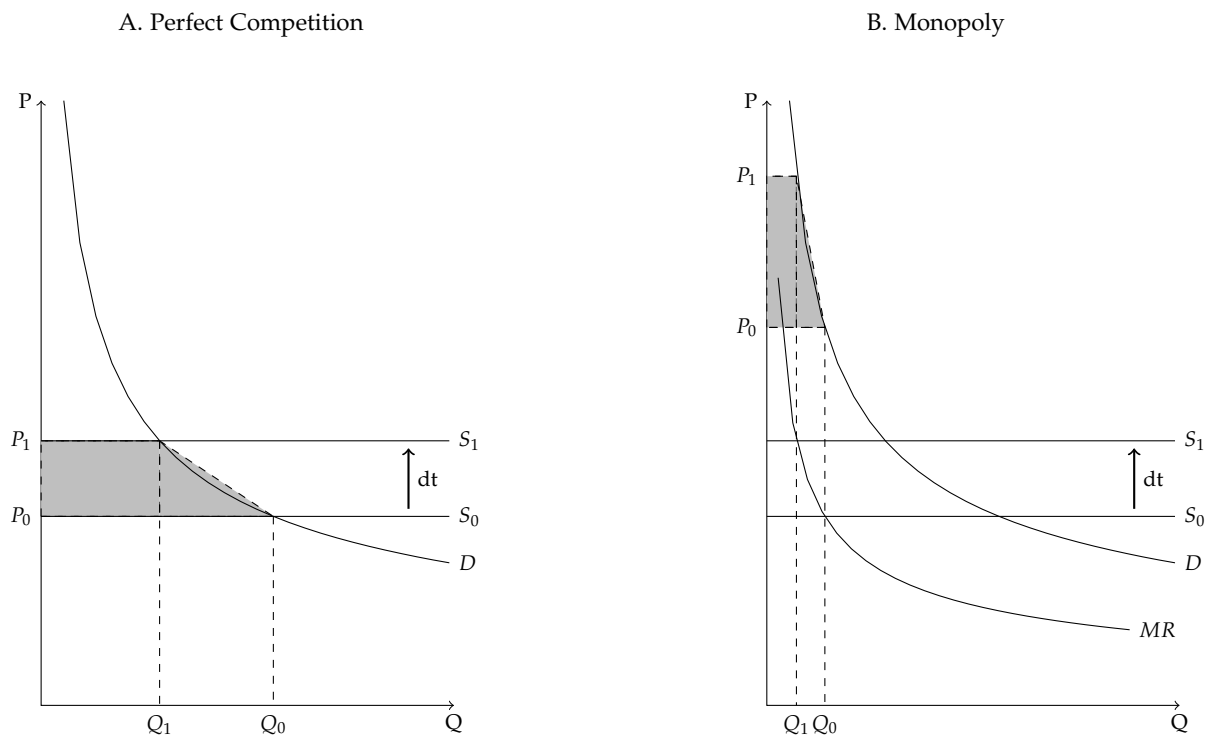 A. Perfect Competition
P
P₁
S₁
dt
P₀
S₀
D
Q₁
Q₀
Q
B. Monopoly
P
P₁
P₀
S₁
dt
S₀
D
MR
Q₁
Q₀
Q